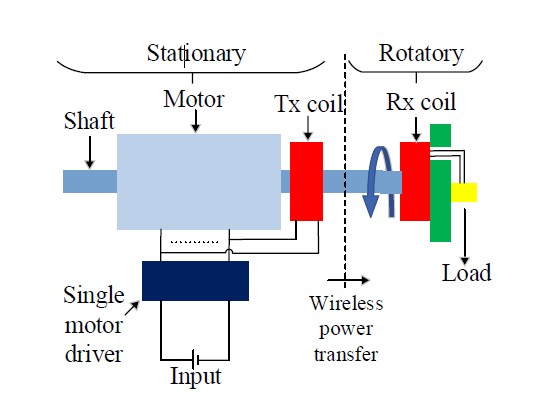 Stationary
Rotatory
Motor
Tx coil
Rx coil
Shaft
Load
Single
motor
driver
Wireless
power
transfer
Input